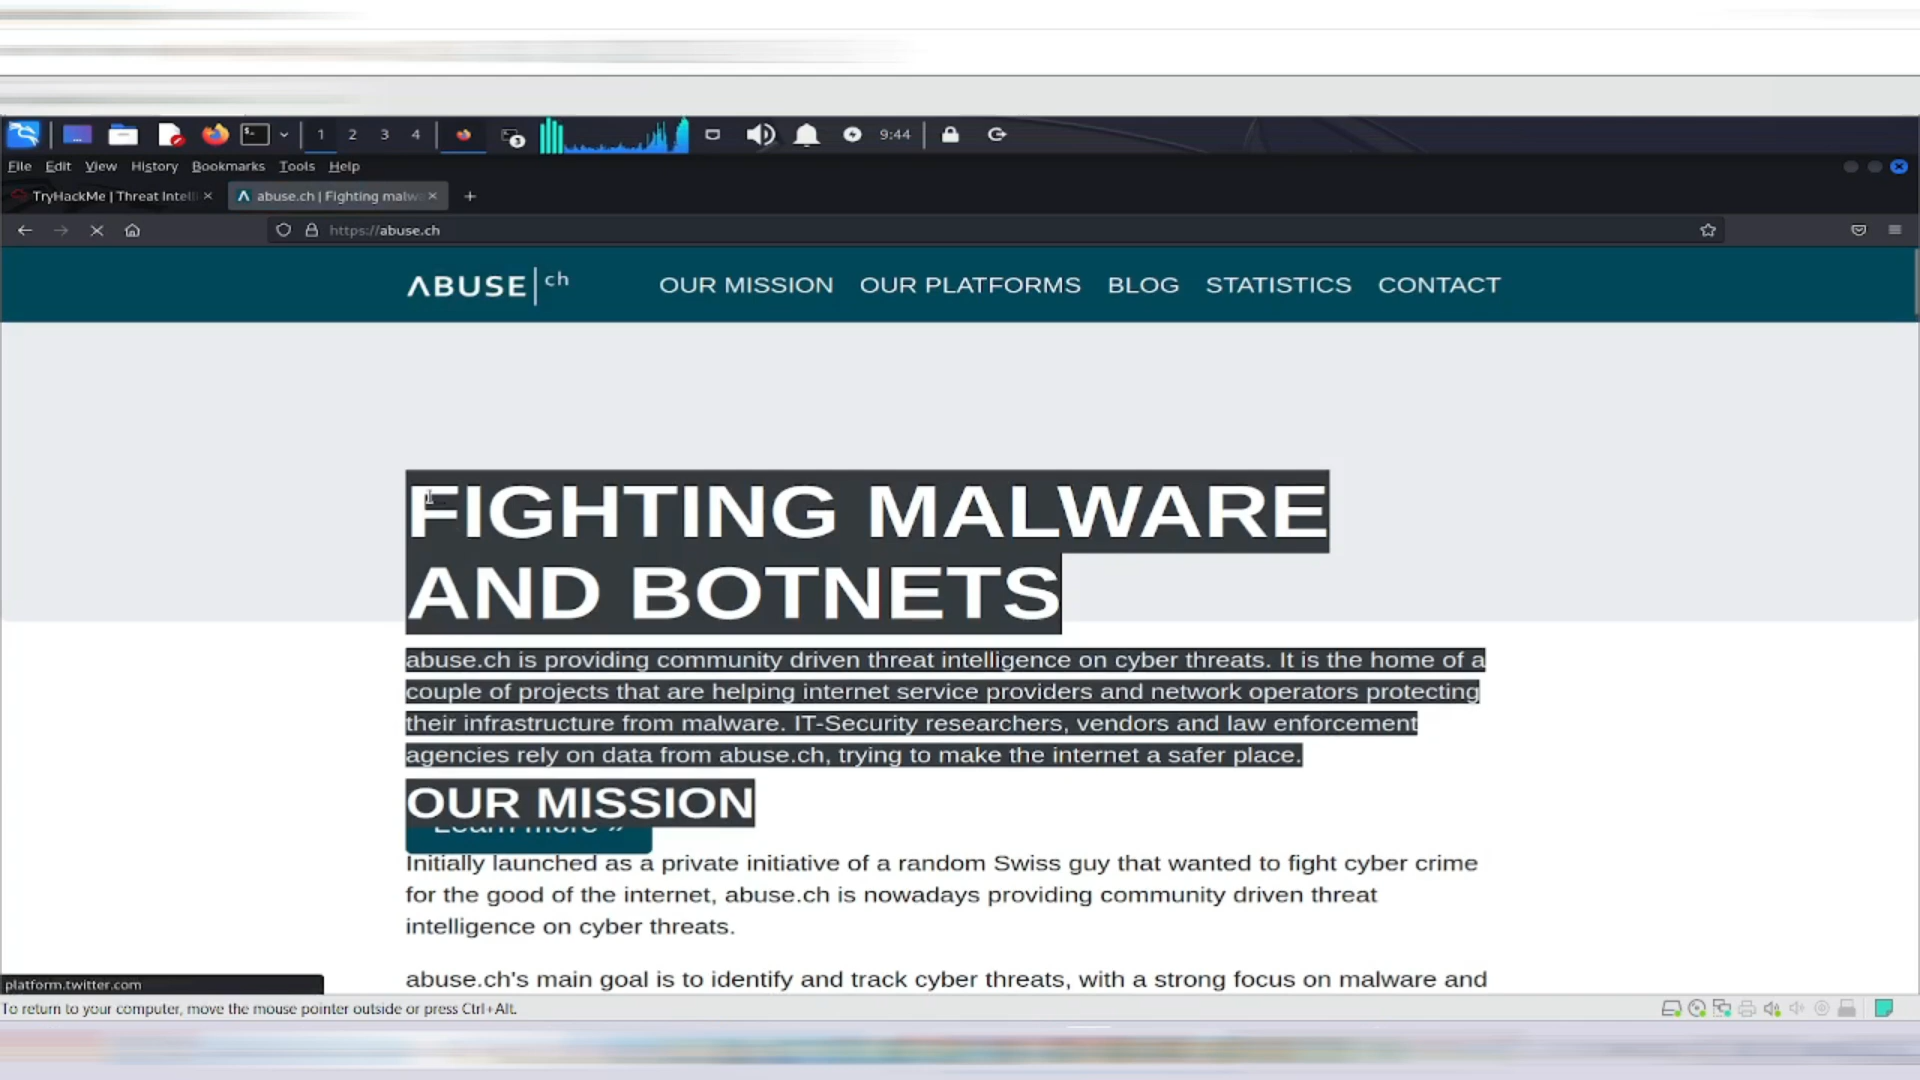 1 2 3 4 3 9:44
File Edit View History Bookmarks Tools Help
TryHackMe | Threat Intelli abuse.ch | Fighting malw
https://abuse.ch
ABUSE ch OUR MISSION OUR PLATFORMS BLOG STATISTICS CONTACT
FIGHTING MALWARE
AND BOTNETS
abuse.ch is providing community driven threat intelligence on cyber threats. It is the home of a
couple of projects that are helping internet service providers and network operators protecting
their infrastructure from malware. IT-Security researchers, vendors and law enforcement
agencies rely on data from abuse.ch, trying to make the internet a safer place.
OUR MISSION
Learn more »
Initially launched as a private initiative of a random Swiss guy that wanted to fight cyber crime
for the good of the internet, abuse.ch is nowadays providing community driven threat
intelligence on cyber threats.
abuse.ch's main goal is to identify and track cyber threats, with a strong focus on malware and
platform.twitter.com
To return to your computer, move the mouse pointer outside or press Ctrl+Alt.